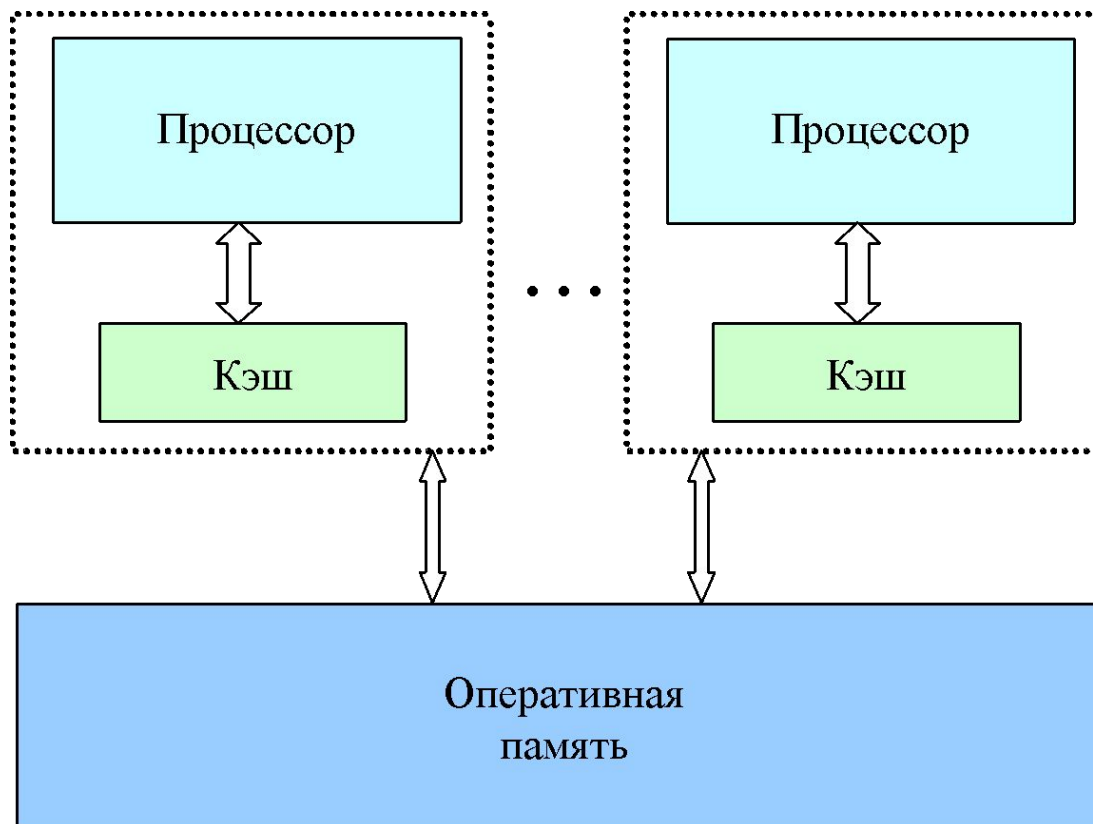 Процессор
Процессор
Кэш
Кэш
Оперативная
память